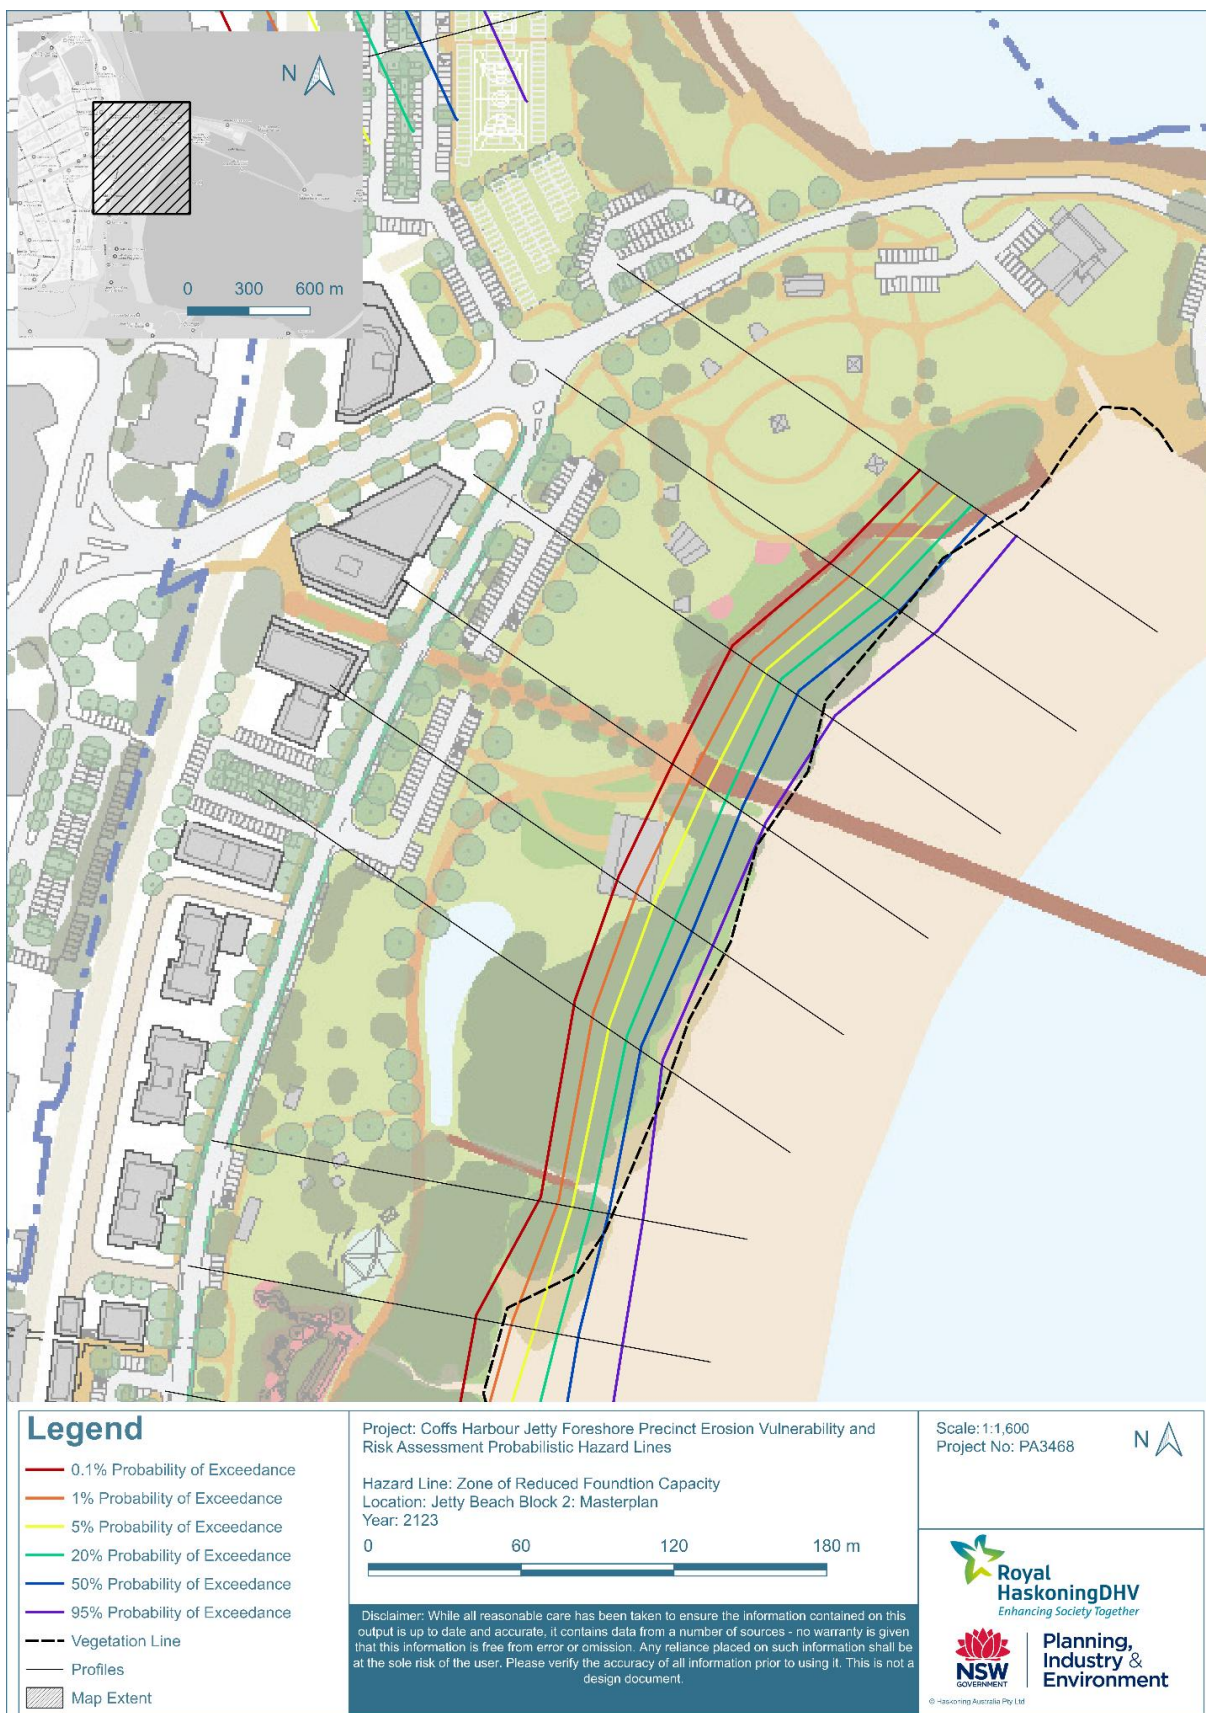 N
0 300 600 m
Legend
0.1% Probability of Exceedance
1% Probability of Exceedance
5% Probability of Exceedance
20% Probability of Exceedance
50% Probability of Exceedance
95% Probability of Exceedance
Vegetation Line
Profiles
Map Extent
Project: Coffs Harbour Jetty Foreshore Precinct Erosion Vulnerability and
Risk Assessment Probabilistic Hazard Lines
Hazard Line: Zone of Reduced Foundtion Capacity
Location: Jetty Beach Block 2: Masterplan
Year: 2123
0 60 120 180 m
Disclaimer: While all reasonable care has been taken to ensure the information contained on this
output is up to date and accurate, it contains data from a number of sources - no warranty is given
that this information is free from error or omission. Any reliance placed on such information shall be
at the sole risk of the user. Please verify the accuracy of all information prior to using it. This is not a
design document.
Scale: 1:1,600
Project No: PA3468
N
Royal
HaskoningDHV
Enhancing Society Together
NSW
GOVERNMENT
Planning,
Industry &
Environment
© Haskoning Australia Pty Ltd